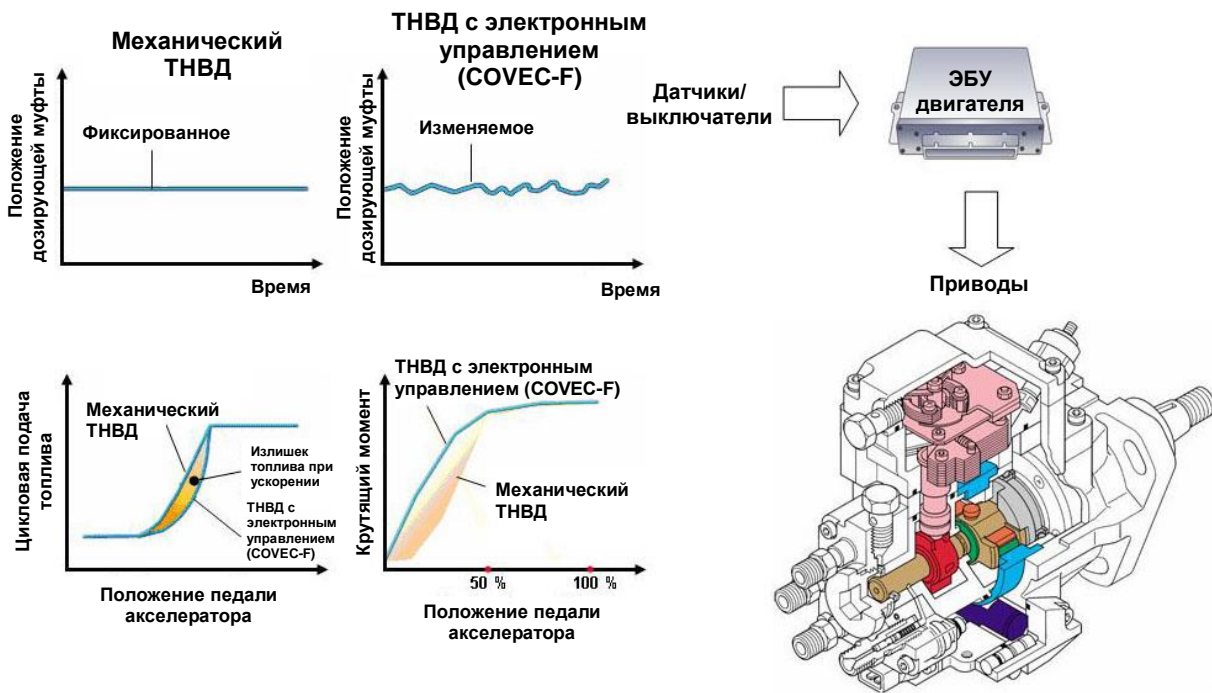 Механический
ТНВД
Положение
дозирующей муфты
Фиксированное
Время
ТНВД с электронным
управлением
(COVEC-F)
Положение
дозирующей муфты
Изменяемое
Время
Датчики/
выключатели
ЭБУ
двигателя
Приводы
Цикловая подача
топлива
Механический
ТНВД
Излишек
топлива при
ускорении
ТНВД с
электронным
управлением
(COVEC-F)
Положение педали
акселератора
Крутящий момент
ТНВД с электронным
управлением (COVEC-F)
Механический
ТНВД
50 %
100 %
Положение педали
акселератора